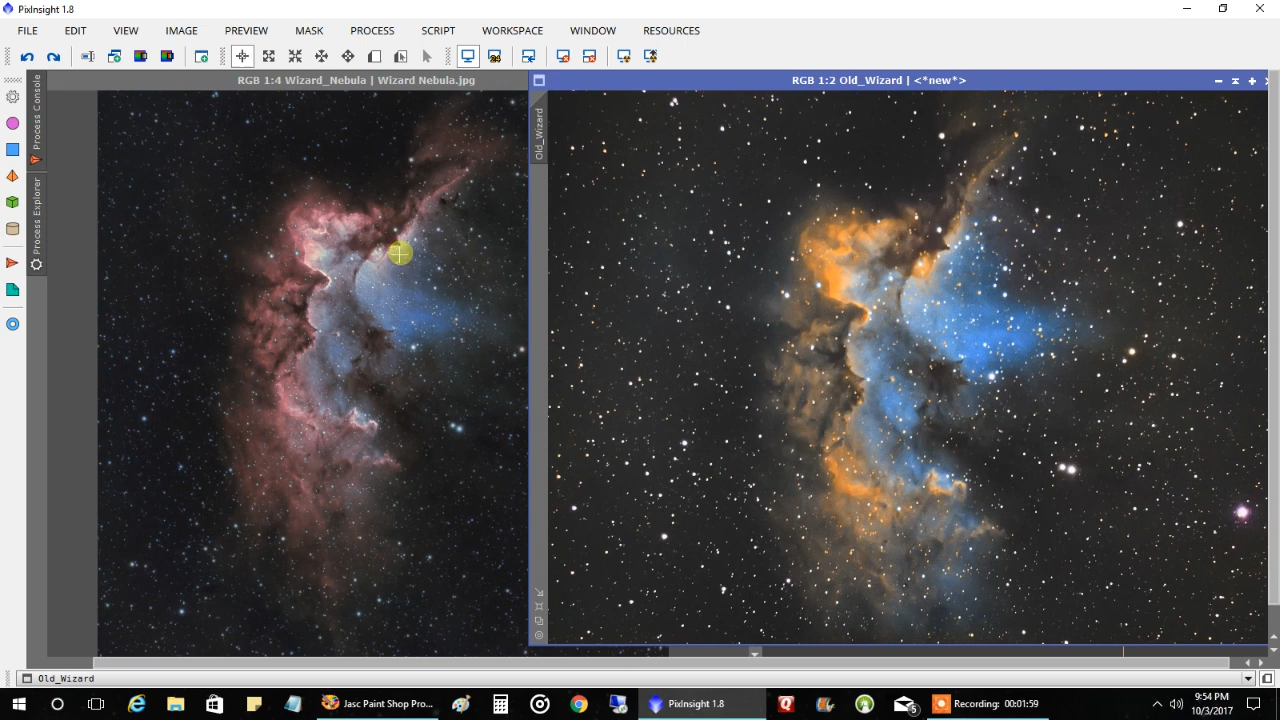 PixInsight 1.8
FILE EDIT VIEW IMAGE PREVIEW MASK PROCESS SCRIPT WORKSPACE WINDOW RESOURCES
RGB 1:4 Wizard_Nebula | Wizard Nebula.jpg
RGB 1:2 Old_Wizard | <*new*>
Process Console
Process Explorer
Old_Wizard
Old_Wizard
Jasc Paint Shop Pro...
PixInsight 1.8
5
Recording: 00:01:59
9:54 PM
10/3/2017